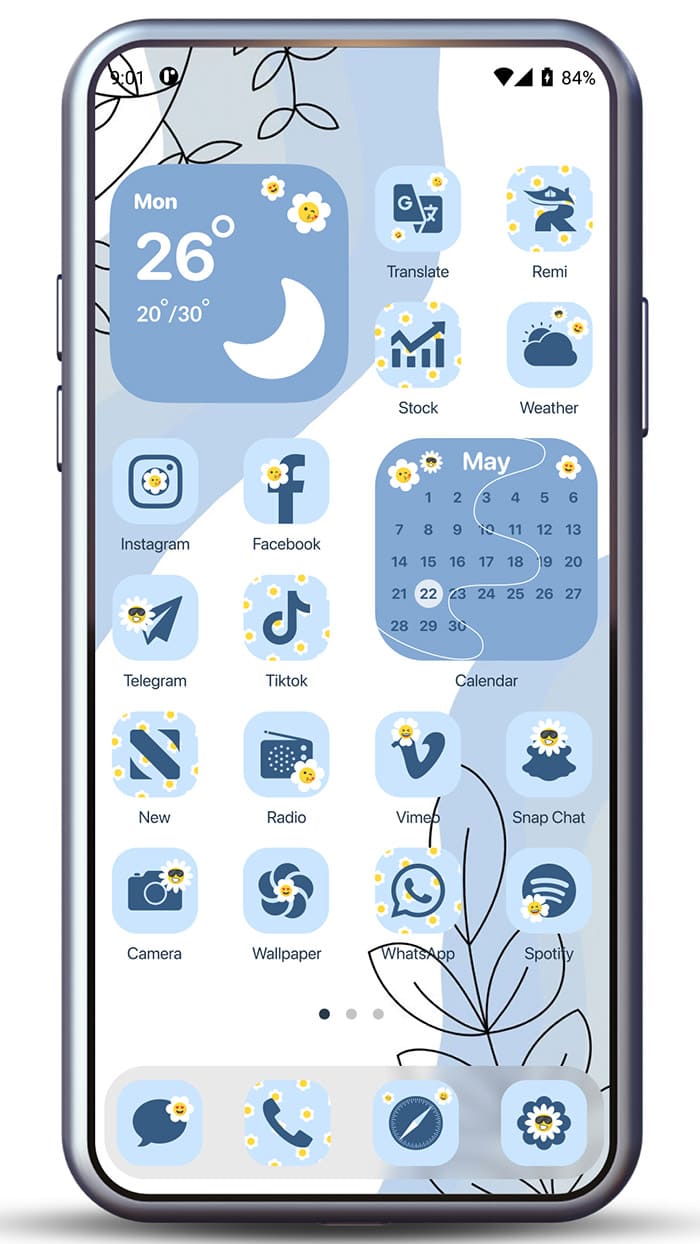 9:01
84%
Mon
26°
20°/30°
G 文
Translate
Remi
Stock
Weather
Instagram
Facebook
May
1 2 3 4 5 6
7 8 9 10 11 12 13
14 15 16 17 18 19 20
21 22 23 24 25 26 27
28 29 30
Telegram
Tiktok
Calendar
New
Radio
Vimeo
Snap Chat
Camera
Wallpaper
WhatsApp
Spotify